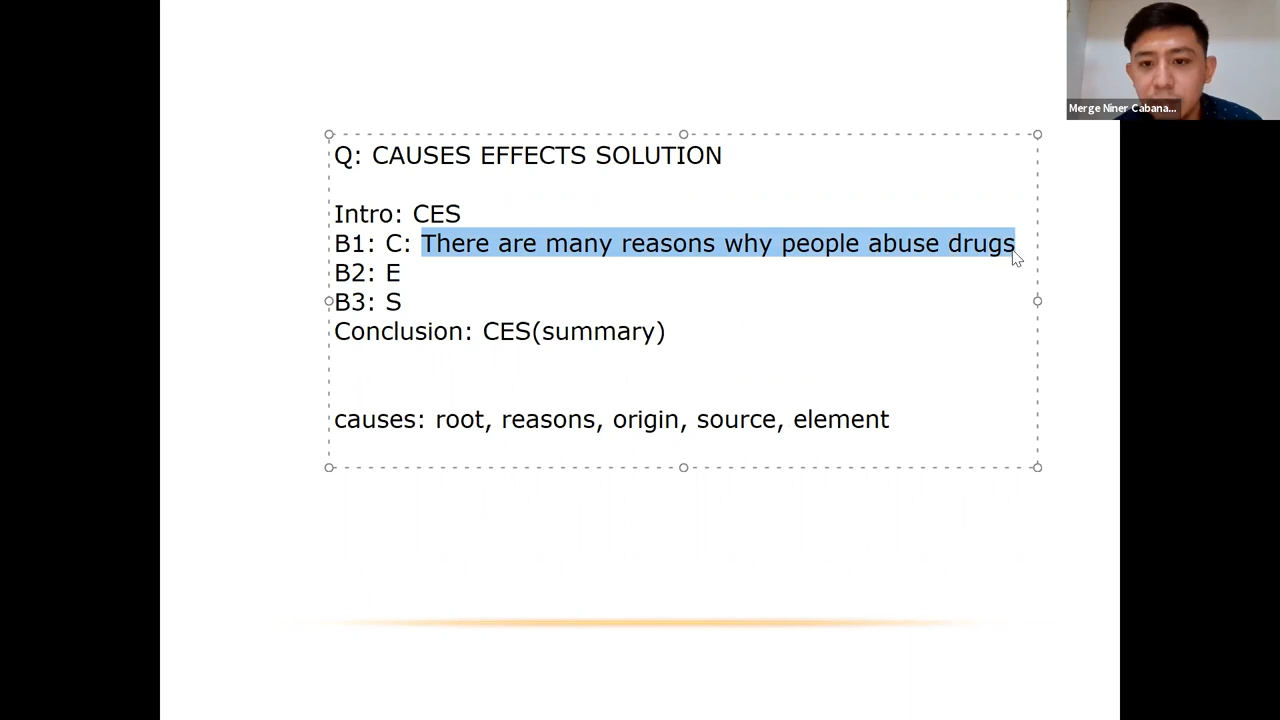 Merge Niner Cabana...
Q: CAUSES EFFECTS SOLUTION
Intro: CES
B1: C: There are many reasons why people abuse drugs
B2: E
B3: S
Conclusion: CES(summary)
causes: root, reasons, origin, source, element